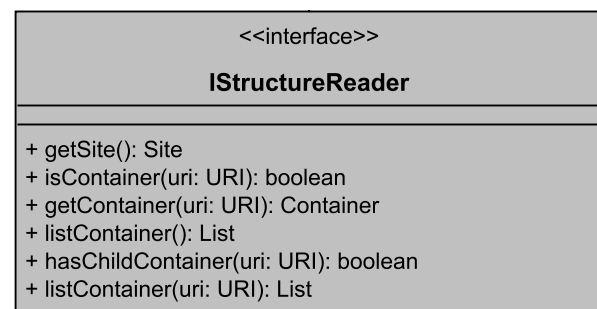 <<interface>>
IStructureReader
+ getSite(): Site
+ isContainer(uri: URI): boolean
+ getContainer(uri: URI): Container
+ listContainer(): List
+ hasChildContainer(uri: URI): boolean
+ listContainer(uri: URI): List